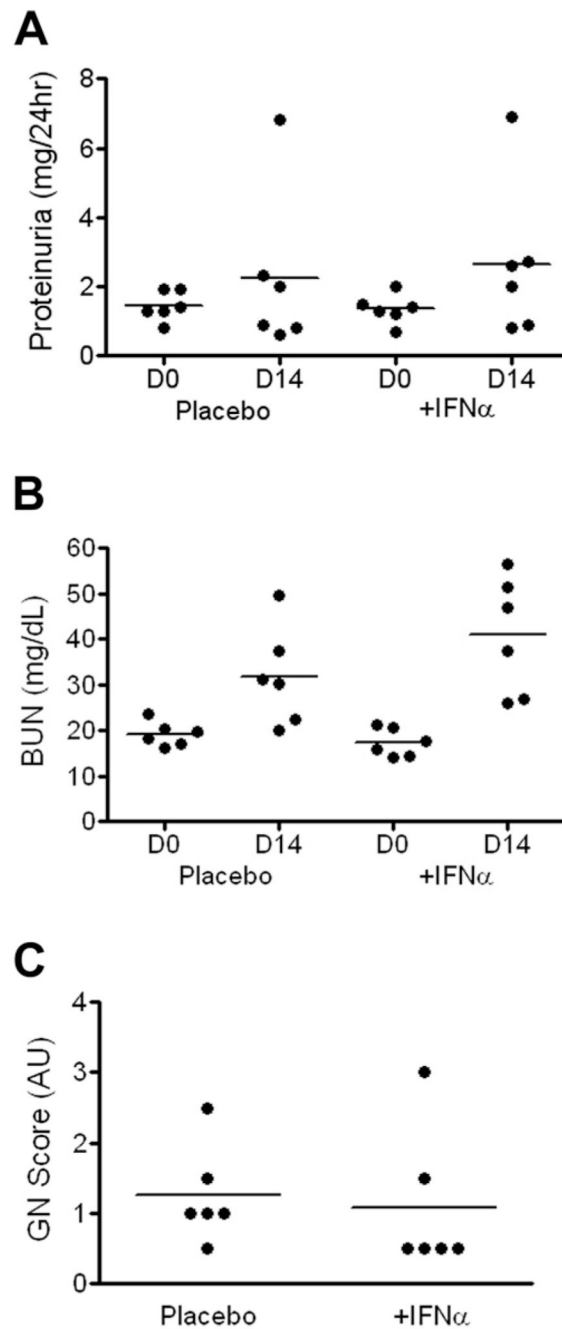 A
Proteinuria (mg/24hr)
8
6
4
2
0
D0 D14 D0 D14
Placebo +IFNα
B
BUN (mg/dL)
60
50
40
30
20
10
0
D0 D14 D0 D14
Placebo +IFNα
C
GN Score (AU)
4
3
2
1
0
Placebo +IFNα